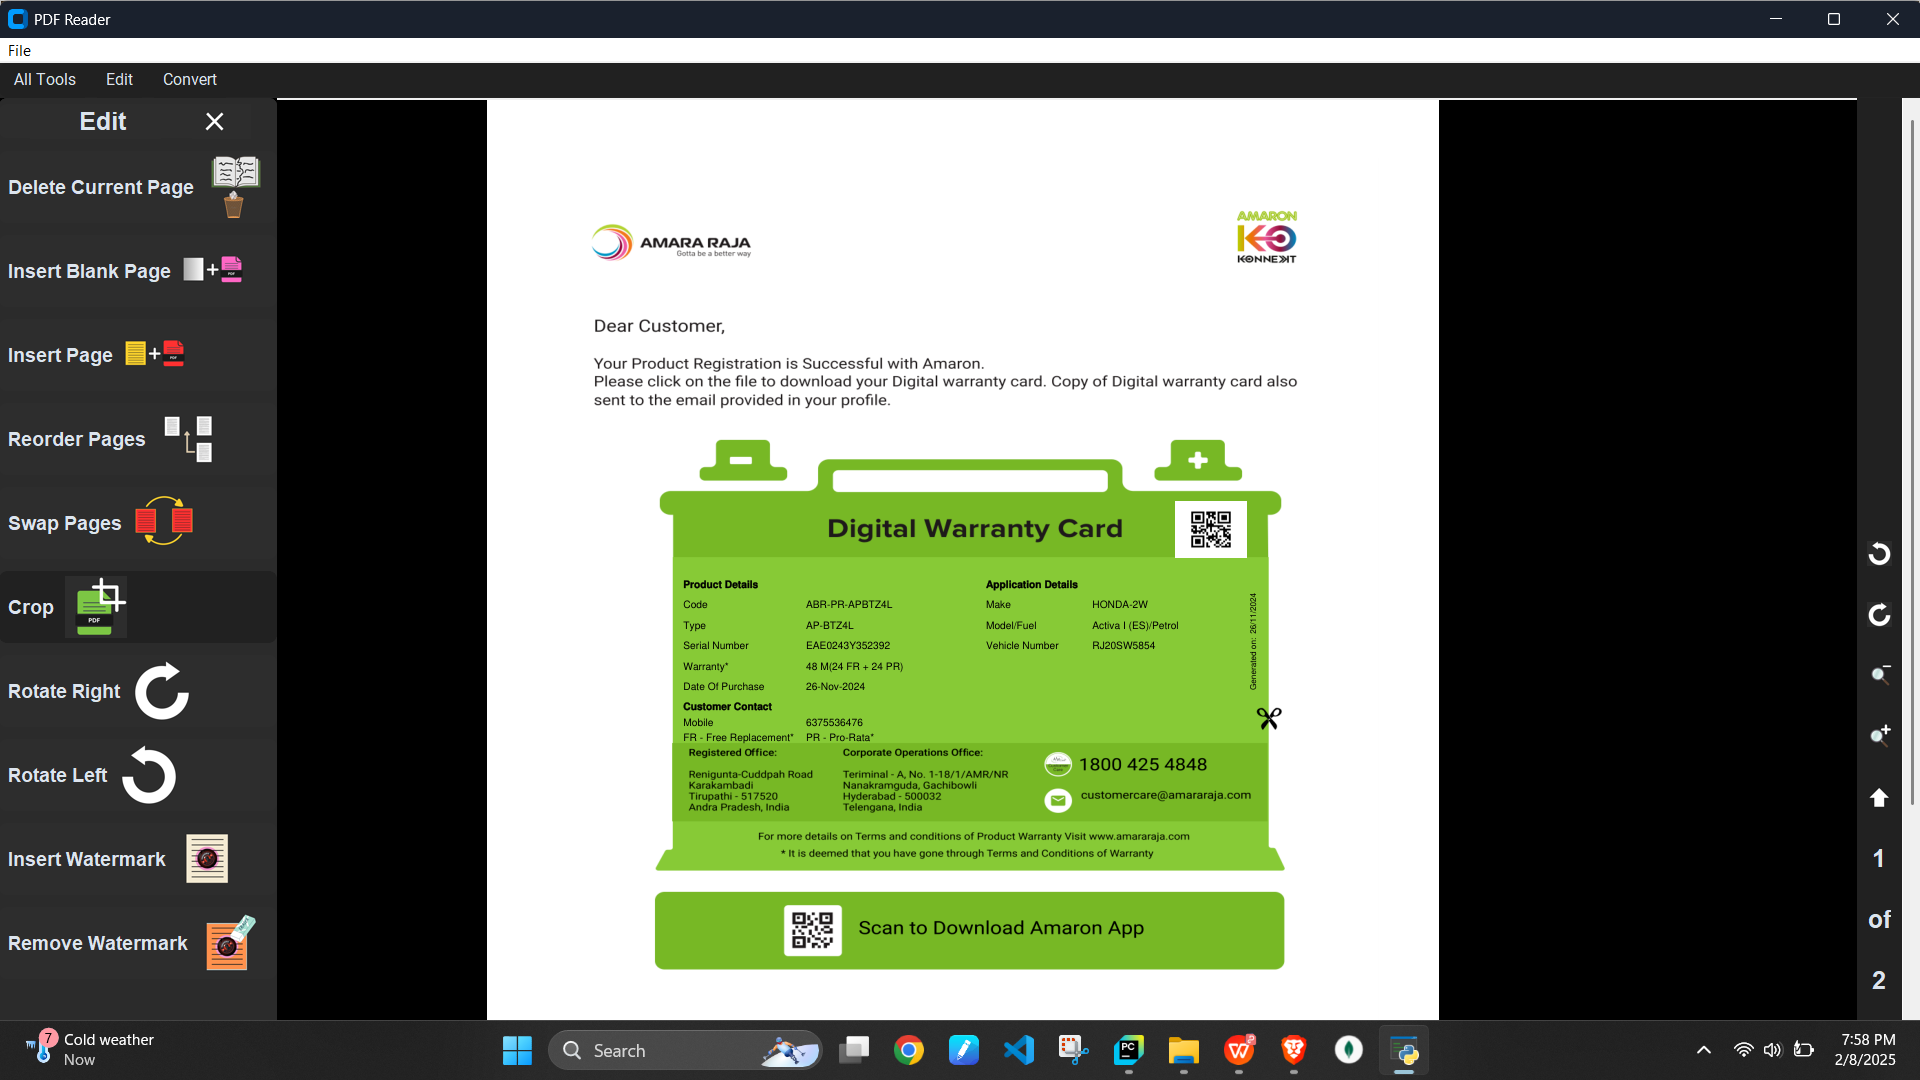 PDF Reader
File
All Tools Edit Convert
Edit
Delete Current Page
Insert Blank Page
Insert Page
Reorder Pages
Swap Pages
Crop
PDF
Rotate Right
Rotate Left
Insert Watermark
Remove Watermark
AMARA RAJA
Gotta be a better way
AMARON
KO
KONNEKT
Dear Customer,
Your Product Registration is Successful with Amaron.
Please click on the file to download your Digital warranty card. Copy of Digital warranty card also
sent to the email provided in your profile.
Digital Warranty Card
Product Details
Code ABR-PR-APBTZ4L
Type AP-BTZ4L
Serial Number EAE0243Y352392
Warranty* 48 M(24 FR + 24 PR)
Date Of Purchase 26-Nov-2024
Customer Contact
Mobile 6375536476
FR - Free Replacement* PR - Pro-Rata*
Application Details
Make HONDA-2W
Model/Fuel Activa I (ES)/Petrol
Vehicle Number RJ20SW5854
Generated on: 26/11/2024
Registered Office:
Renigunta-Cuddpah Road
Karakambadi
Tirupathi - 517520
Andra Pradesh, India
Corporate Operations Office:
Teriminal - A, No. 1-18/1/AMR/NR
Nanakramguda, Gachibowli
Hyderabad - 500032
Telengana, India
1800 425 4848
customercare@amararaja.com
For more details on Terms and conditions of Product Warranty Visit www.amararaja.com
* It is deemed that you have gone through Terms and Conditions of Warranty
Scan to Download Amaron App
1
of
2
7
Cold weather
Now
Search
PC
W
7:58 PM
2/8/2025